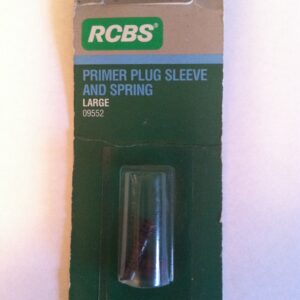 RCBS®
PRIMER PLUG SLEEVE
AND SPRING
LARGE
09552